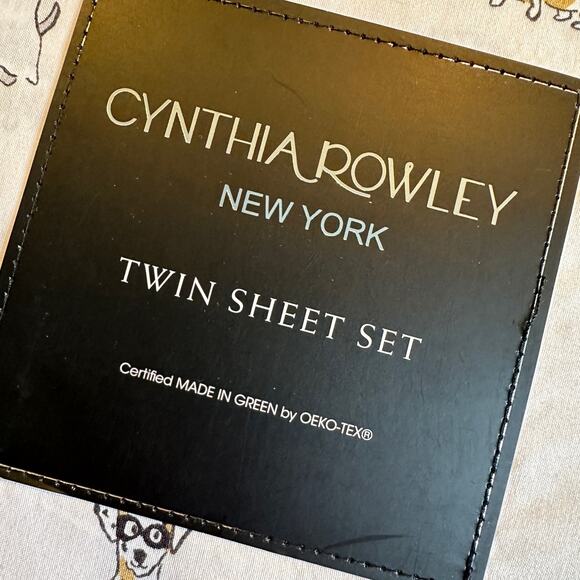 CYNTHIA ROWLEY
NEW YORK
TWIN SHEET SET
Certified MADE IN GREEN by OEKO-TEX®